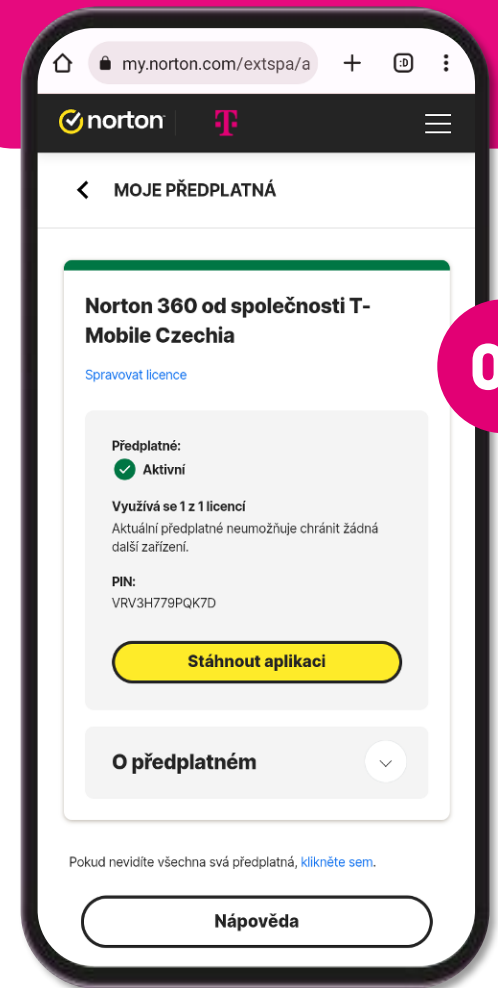 my.norton.com/extspa/a
norton
T
MOJE PŘEDPLATNÁ
Norton 360 od společnosti T-
Mobile Czechia
Spravovat licence
Předplatné:
Aktivní
Využívá se 1 z 1 licencí
Aktuální předplatné neumožňuje chránit žádná
další zařízení.
PIN:
VRV3H779PQK7D
Stáhnout aplikaci
O předplatném
Pokud nevidíte všechna svá předplatná, klikněte sem.
Nápověda